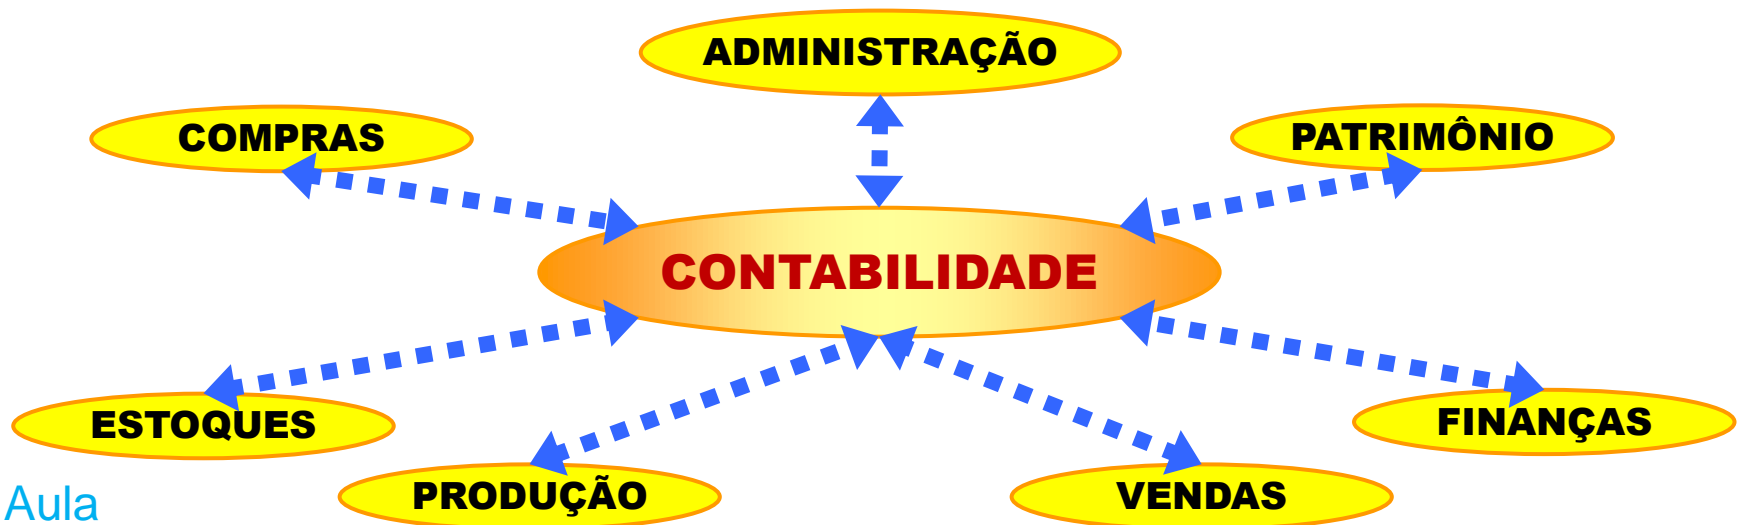 ADMINISTRAÇÃO
COMPRAS
PATRIMÔNIO
CONTABILIDADE
ESTOQUES
FINANÇAS
PRODUÇÃO
VENDAS
Aula